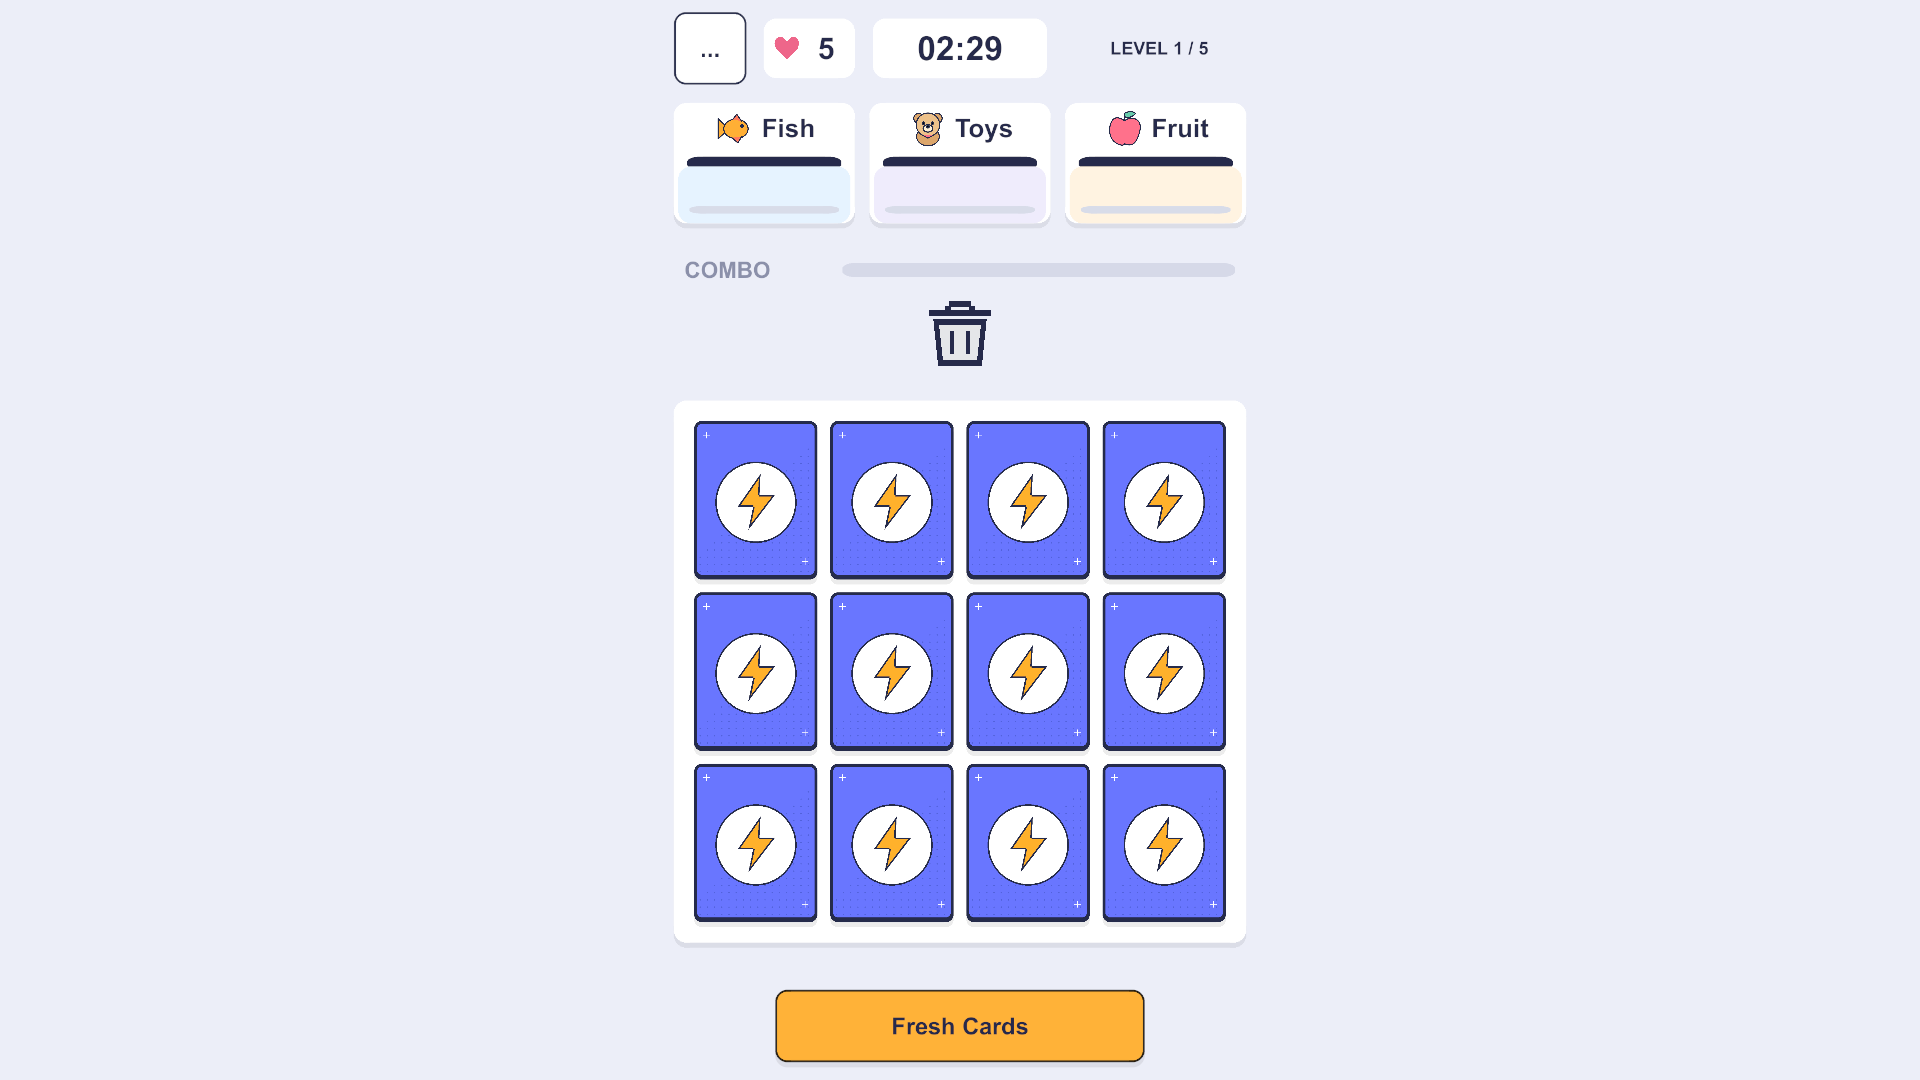 ...
5
02:29
LEVEL 1 / 5
Fish
Toys
Fruit
COMBO
Fresh Cards